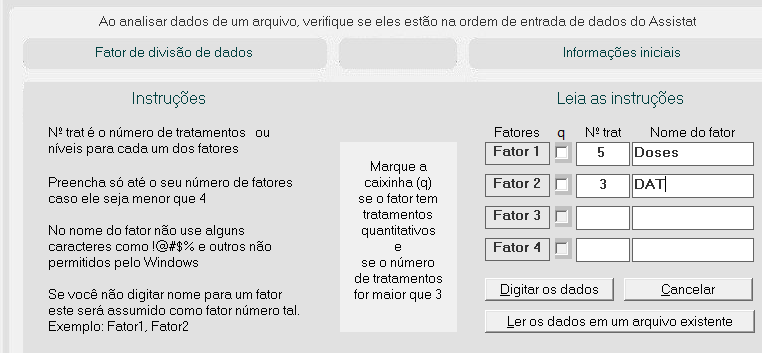 Ao analisar dados de um arquivo, verifique se eles estão na ordem de entrada de dados do Assistat
Fator de divisão de dados
Informações iniciais
Instruções
Nº trat é o número de tratamentos ou
níveis para cada um dos fatores
Preencha só até o seu número de fatores
caso ele seja menor que 4
No nome do fator não use alguns
caracteres como !@#$% e outros não
permitidos pelo Windows
Se você não digitar nome para um fator
este será assumido como fator número tal.
Exemplo: Fator1, Fator2
Marque a
caixinha (q)
se o fator tem
tratamentos
quantitativos
e
se o número
de tratamentos
for maior que 3
Leia as instruções
Fatores q Nº trat Nome do fator
Fator 1 5 Doses
Fator 2 3 DAT
Fator 3
Fator 4
Digitar os dados Cancelar
Ler os dados em um arquivo existente